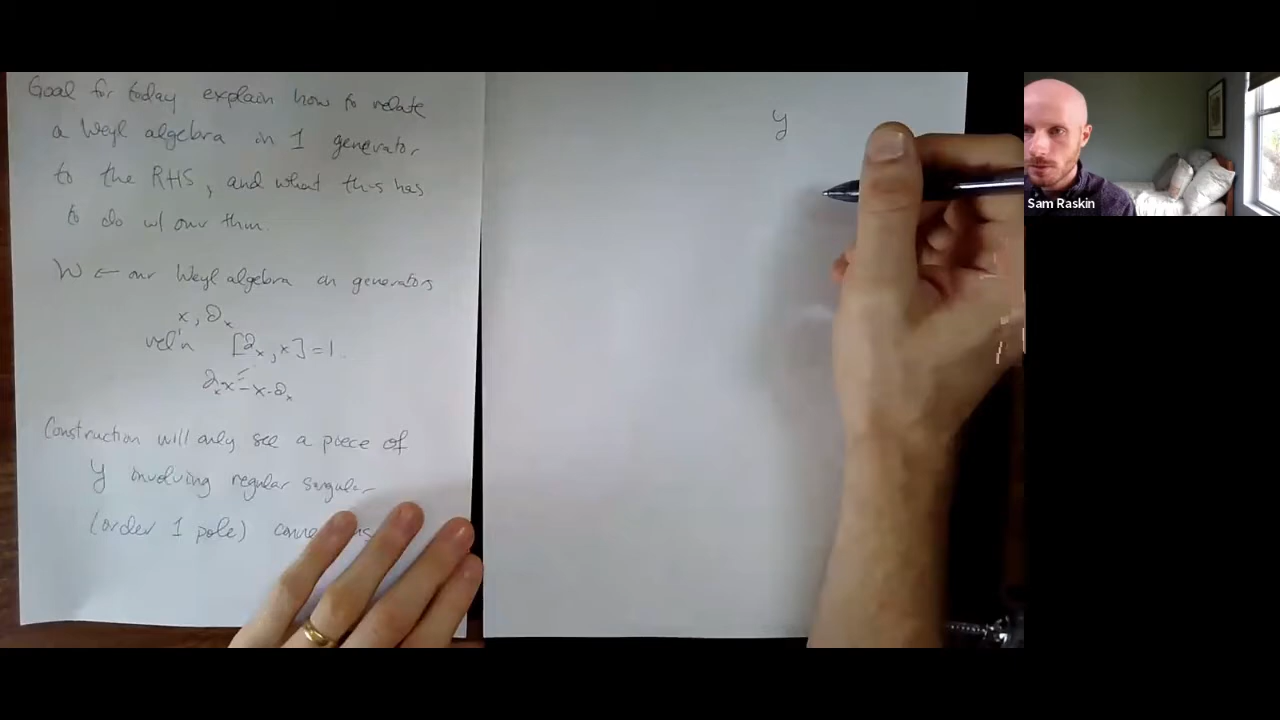 Goal for today explain how to relate
a Weyl algebra in 1 generator
to the RHS, and what this has
to do w/ our thm.
W ← our Weyl algebra on generators
x, ∂x
rel'n [∂x, x] = 1.
∂x x - x·∂x
Construction will only see a piece of
Y involving regular singular
(order 1 pole)
Y
Sam Raskin